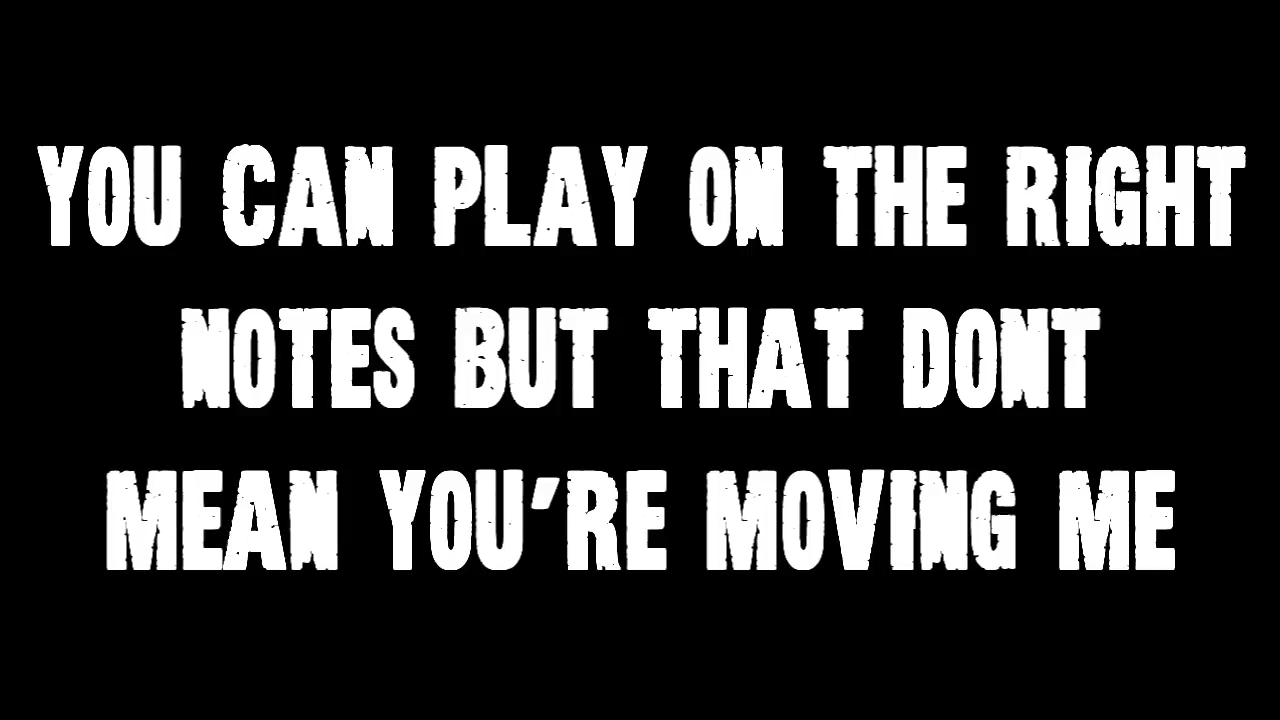 YOU CAN PLAY ON THE RIGHT
NOTES BUT THAT DONT
MEAN YOU'RE MOVING ME